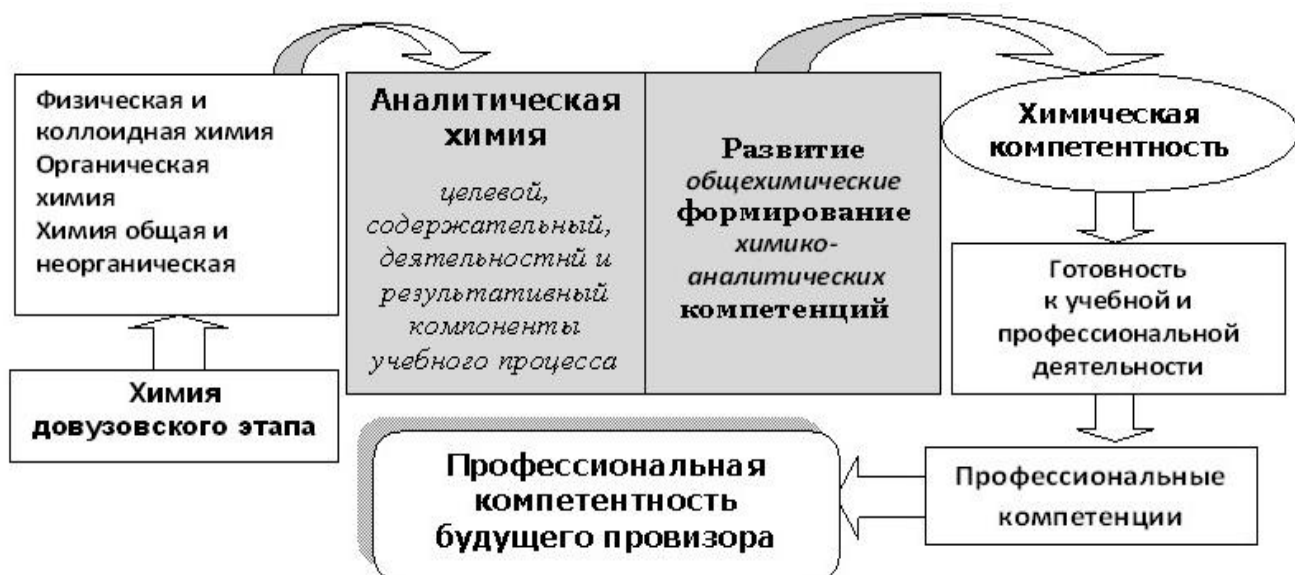 Физическая и
коллоидная химия
Органическая
химия
Химия общая и
неорганическая
Химия
довузовского этапа
Аналитическая
химия
целевой,
содержательный,
деятельностнй и
результативный
компоненты
учебного процесса
Развитие
общехимические
формирование
химико-
аналитических
компетенций
Химическая
компетентность
Готовность
к учебной и
профессиональной
деятельности
Профессиональные
компетенции
Профессиональная
компетентность
будущего провизора